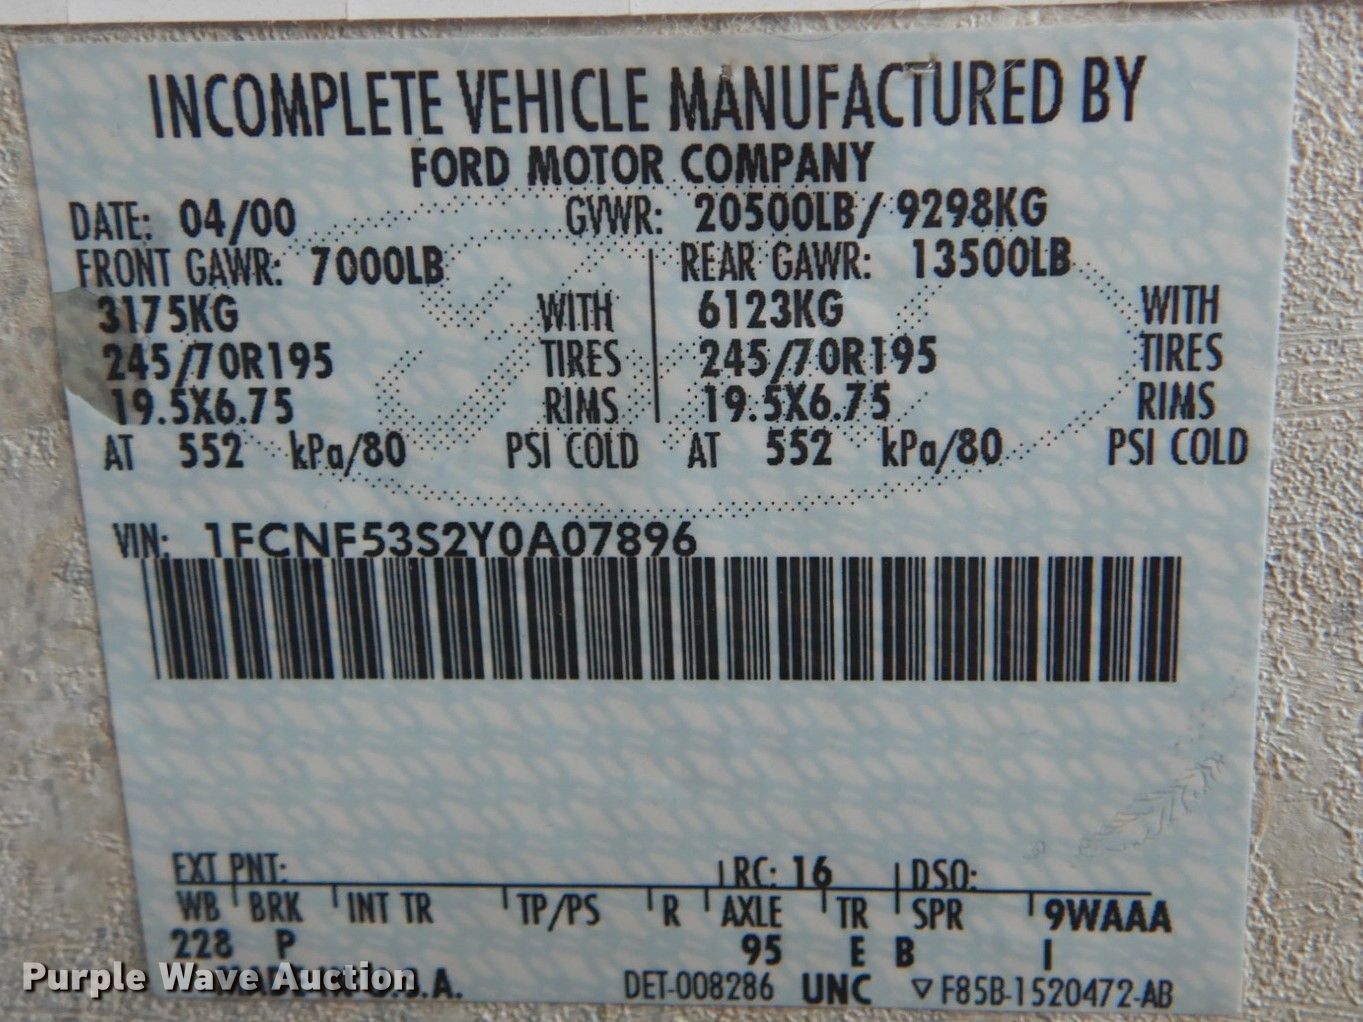 INCOMPLETE VEHICLE MANUFACTURED BY
FORD MOTOR COMPANY
DATE: 04/00 GVWR: 20500LB/ 9298KG
FRONT GAWR: 7000LB REAR GAWR: 13500LB
3175KG WITH 6123KG WITH
245/70R195 TIRES 245/70R195 TIRES
19.5X6.75 RIMS 19.5X6.75 RIMS
AT 552 kPa/80 PSI COLD AT 552 kPa/80 PSI COLD
VIN: 1FCNF53S2Y0A07896
EXT PNT: RC: 16 DSO:
WB BRK INT TR TP/PS R AXLE TR SPR 9WAAA
228 P 95 E B I
MADE IN U.S.A. DET-008286 UNC ▽ F85B-1520472-AB
Purple Wave Auction